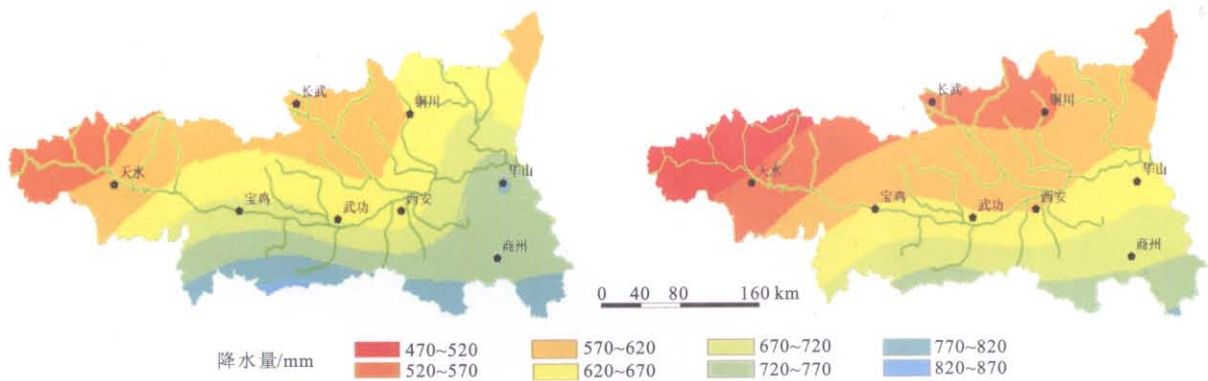 长武
铜川
天水
华山
宝鸡
武功
西安
商州
长武
铜川
天水
华山
宝鸡
武功
西安
商州
0 40 80 160 km
降水量/mm
470~520
570~620
670~720
770~820
520~570
620~670
720~770
820~870